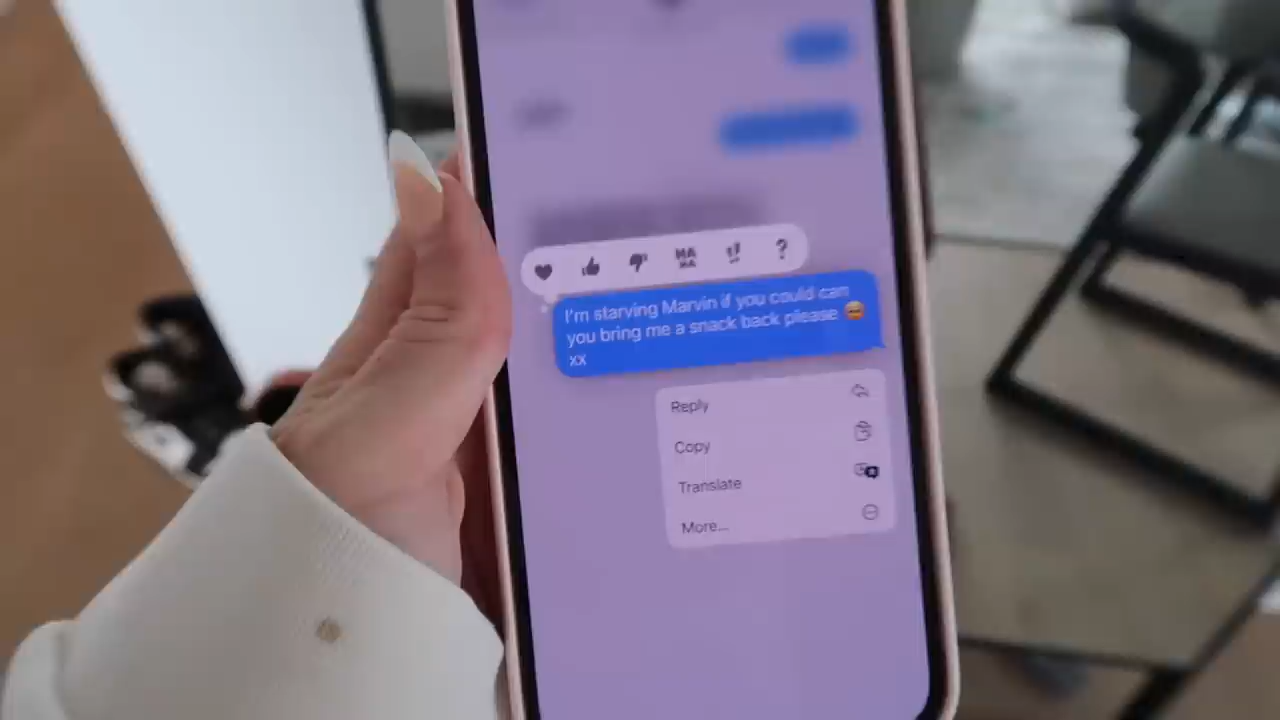 HA
HA
I'm starving Marvin if you could can
you bring me a snack back please 🥺
xx
Reply
Copy
Translate
More...